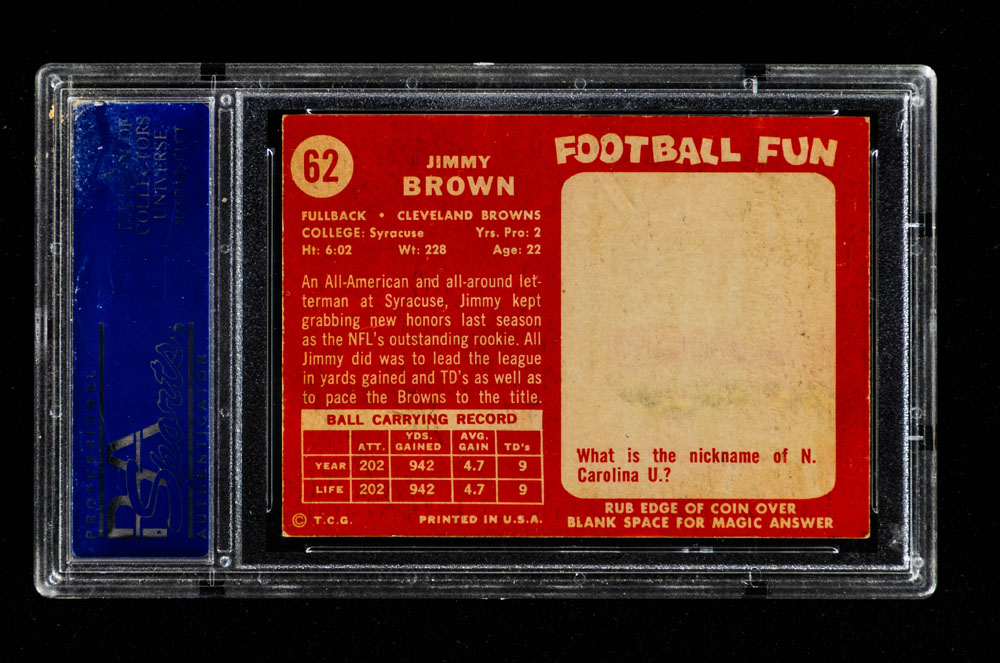 62
JIMMY
BROWN
FULLBACK • CLEVELAND BROWNS
COLLEGE: Syracuse Yrs. Pro: 2
Ht: 6:02 Wt: 228 Age: 22
An All-American and all-around let-
terman at Syracuse, Jimmy kept
grabbing new honors last season
as the NFL's outstanding rookie. All
Jimmy did was to lead the league
in yards gained and TD's as well as
to pace the Browns to the title.
BALL CARRYING RECORD
ATT. YDS. GAINED AVG. GAIN TD's
YEAR 202 942 4.7 9
LIFE 202 942 4.7 9
© T.C.G. PRINTED IN U.S.A.
FOOTBALL FUN
What is the nickname of N.
Carolina U.?
RUB EDGE OF COIN OVER
BLANK SPACE FOR MAGIC ANSWER
COLLECTORS
UNIVERSE
PSA
Sports
PROFESSIONAL
AUTHENTICATOR